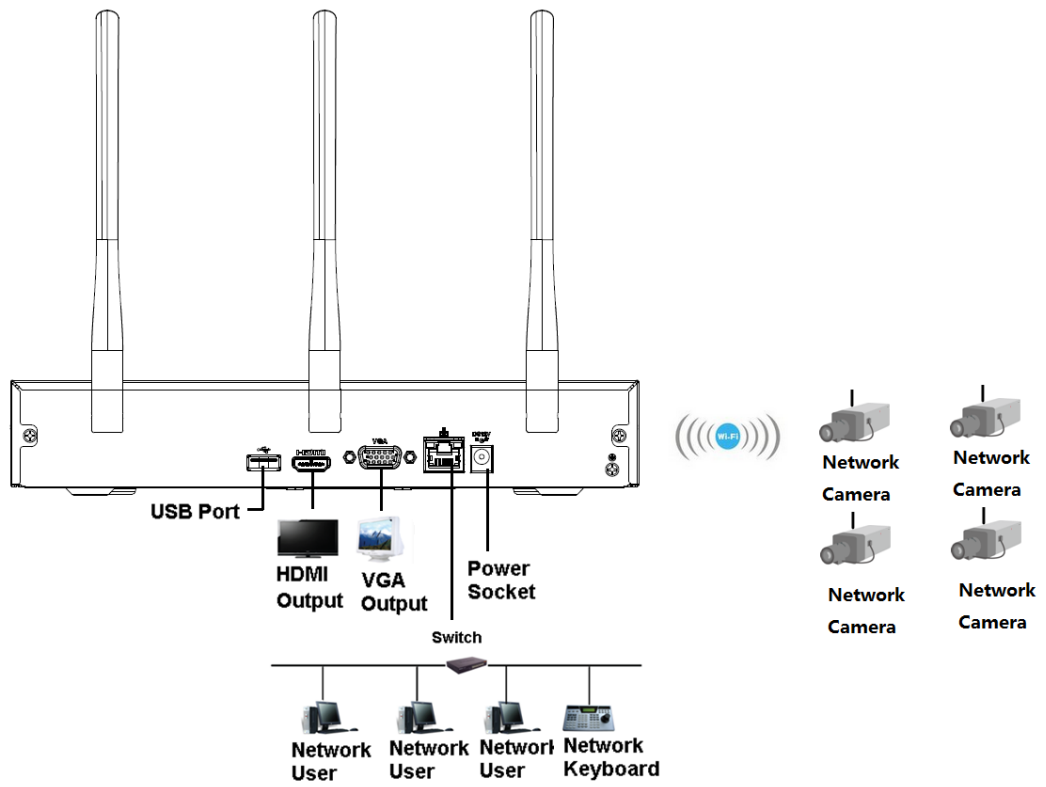 VGA
HDMI
DC12V
USB Port
HDMI
Output
VGA
Output
Power
Socket
Switch
Network
User
Network
User
Network
User
Network
Keyboard
Wi-Fi
Network
Camera
Network
Camera
Network
Camera
Network
Camera